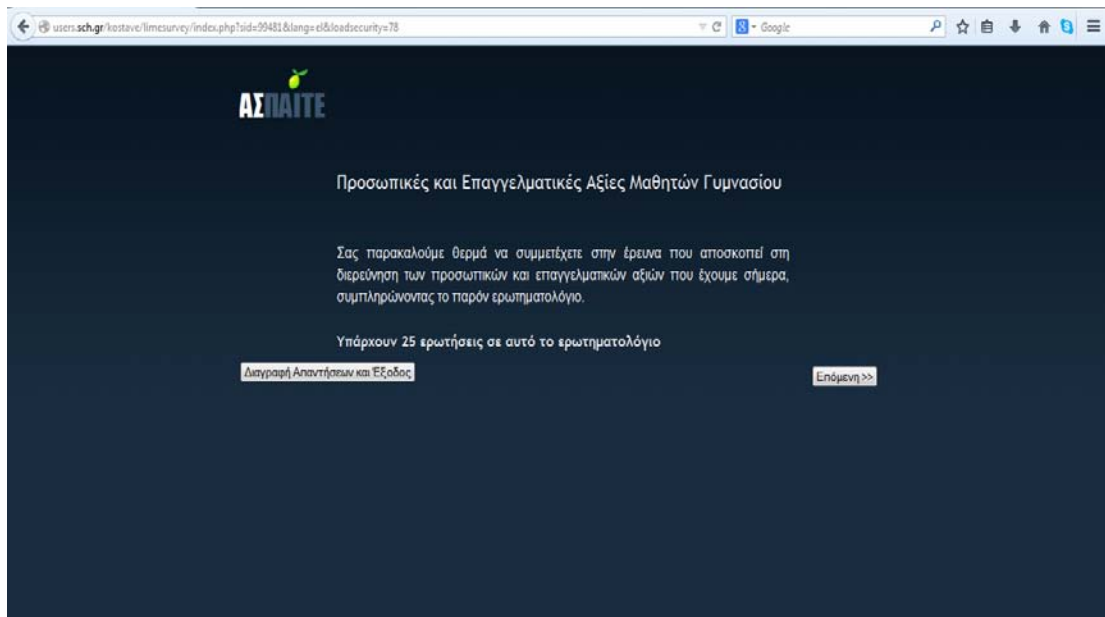 users.sch.gr/kostave/limesurvey/index.php?sid=99481&lang=el&loadsecurity=78
Google
ΑΣΠΑΙΤΕ
Προσωπικές και Επαγγελματικές Αξίες Μαθητών Γυμνασίου
Σας παρακαλούμε θερμά να συμμετέχετε στην έρευνα που αποσκοπεί στη
διερεύνηση των προσωπικών και επαγγελματικών αξιών που έχουμε σήμερα,
συμπληρώνοντας το παρόν ερωτηματολόγιο.
Υπάρχουν 25 ερωτήσεις σε αυτό το ερωτηματολόγιο
Διαγραφή Απαντήσεων και Έξοδος
Επόμενη >>